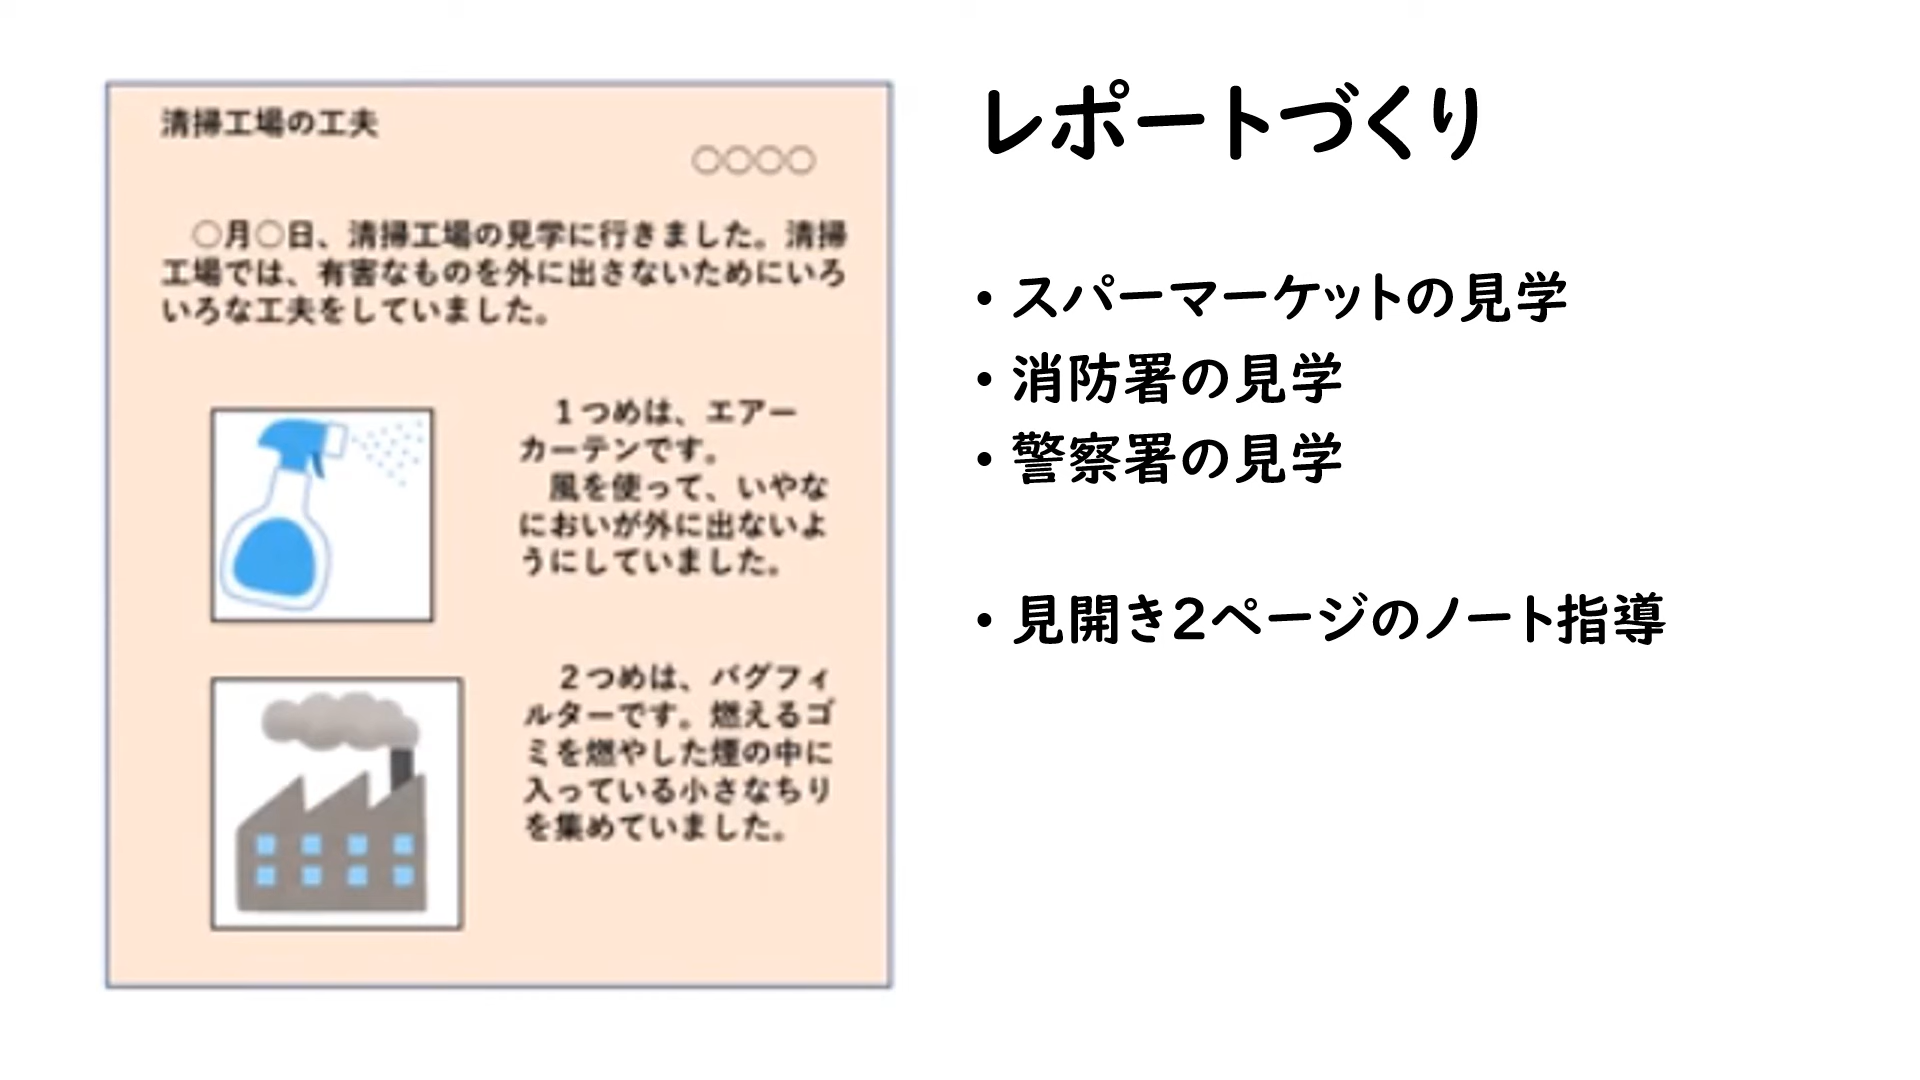 清掃工場の工夫
○○○○
○月○日、清掃工場の見学に行きました。清掃
工場では、有害なものを外に出さないためにいろ
いろな工夫をしていました。
1つめは、エアー
カーテンです。
風を使って、いやな
においが外に出ないよ
うにしていました。
2つめは、バグフィ
ルターです。燃えるゴ
ミを燃やした煙の中に
入っている小さなちり
を集めていました。
レポートづくり
・スパーマーケットの見学
・消防署の見学
・警察署の見学
・見開き2ページのノート指導